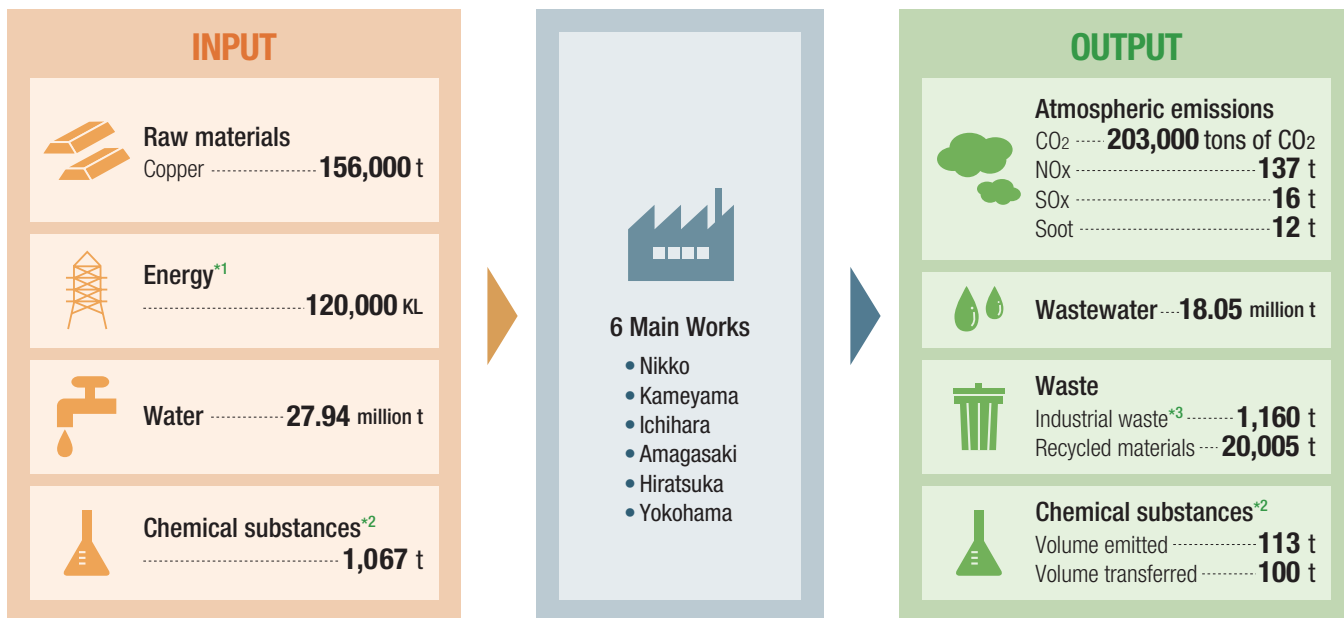 INPUT
Raw materials
Copper 156,000 t
Energy*1
120,000 KL
Water 27.94 million t
Chemical substances*2
1,067 t
6 Main Works
• Nikko
• Kameyama
• Ichihara
• Amagasaki
• Hiratsuka
• Yokohama
OUTPUT
Atmospheric emissions
CO2 203,000 tons of CO2
NOx 137 t
SOx 16 t
Soot 12 t
Wastewater 18.05 million t
Waste
Industrial waste*3 1,160 t
Recycled materials 20,005 t
Chemical substances*2
Volume emitted 113 t
Volume transferred 100 t